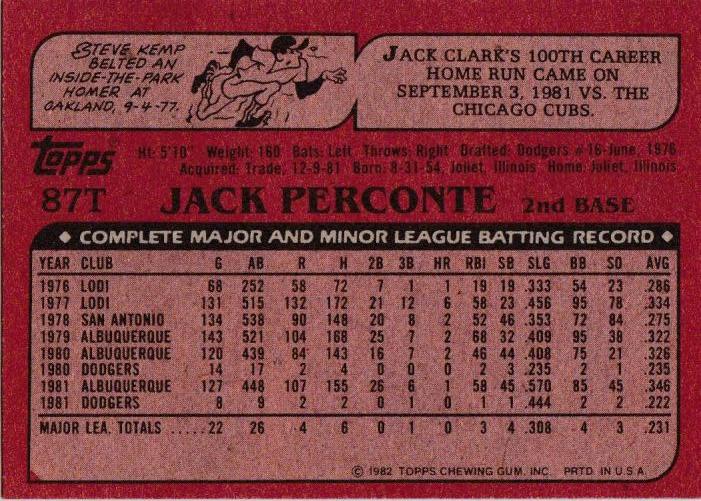 STEVE KEMP
BELTED AN
INSIDE-THE-PARK
HOMER AT
OAKLAND, 9-4-77.
JACK CLARK'S 100TH CAREER
HOME RUN CAME ON
SEPTEMBER 3, 1981 VS. THE
CHICAGO CUBS.
TOPPS
Ht: 5'10" Weight: 160 Bats: Left Throws: Right Drafted: Dodgers #16-June, 1976
Acquired: Trade, 12-9-81 Born: 8-31-54, Joliet, Illinois Home: Joliet, Illinois
87T JACK PERCONTE 2nd BASE
◆ COMPLETE MAJOR AND MINOR LEAGUE BATTING RECORD ◆
YEAR CLUB G AB R H 2B 3B HR RBI SB SLG BB SO AVG
1976 LODI 68 252 58 72 7 1 1 19 19 .333 54 23 .286
1977 LODI 131 515 132 172 21 12 6 58 23 .456 95 78 .334
1978 SAN ANTONIO 134 538 90 148 20 8 2 52 46 .353 72 84 .275
1979 ALBUQUERQUE 143 521 104 168 25 7 2 68 32 .409 95 38 .322
1980 ALBUQUERQUE 120 439 84 143 16 7 2 46 44 .408 75 21 .326
1980 DODGERS 14 17 2 4 0 0 0 2 3 .235 2 1 .235
1981 ALBUQUERQUE 127 448 107 155 26 6 1 58 45 .570 85 45 .346
1981 DODGERS 8 9 2 2 0 1 0 1 1 .444 2 2 .222
MAJOR LEA. TOTALS .....22 26 4 6 0 1 0 3 4 .308 4 3 .231
© 1982 TOPPS CHEWING GUM, INC. PRTD. IN U.S.A.